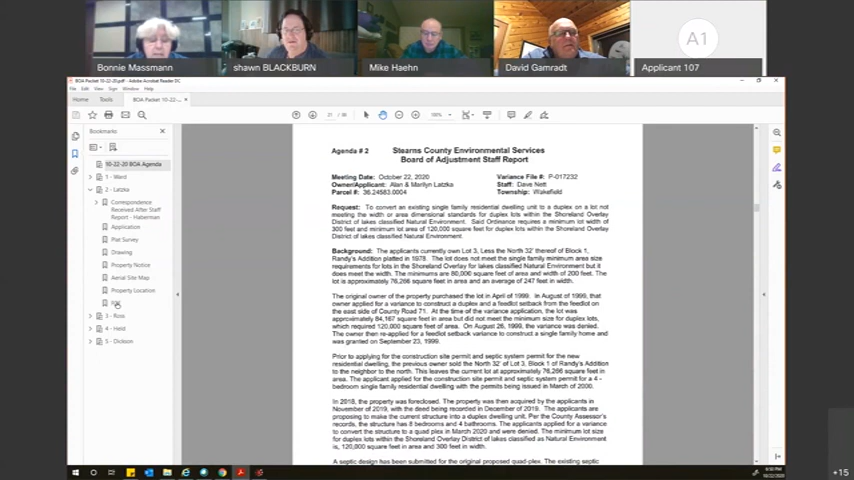 A1
Bonnie Massmann
shawn BLACKBURN
Mike Haehn
David Gamradt
Applicant 107
BOA Packet 10-22-20.pdf - Adobe Acrobat Reader DC
File Edit View Sign Window Help
Home Tools BOA Packet 10-22-...
Bookmarks
10-22-20 BOA Agenda
1 - Ward
2 - Latzka
Correspondence
Received After Staff
Report - Haberman
Application
Plat Survey
Drawing
Property Notice
Aerial Site Map
Property Location
3 - Ross
4 - Held
5 - Dickson
Agenda # 2 Stearns County Environmental Services
Board of Adjustment Staff Report
Meeting Date: October 22, 2020 Variance File #: P-017232
Owner/Applicant: Alan & Marilyn Latzka Staff: Dave Nett
Parcel #: 36.24583.0004 Township: Wakefield
Request: To convert an existing single family residential dwelling unit to a duplex on a lot not
meeting the width or area dimensional standards for duplex lots within the Shoreland Overlay
District of lakes classified Natural Environment. Said Ordinance requires a minimum lot width of
300 feet and minimum lot area of 120,000 square feet for duplex lots within the Shoreland Overlay
District of lakes classified Natural Environment.
Background: The applicants currently own Lot 3, Less the North 32' thereof of Block 1,
Randy's Addition platted in 1978. The lot does not meet the single family minimum area size
requirements for lots in the Shoreland Overlay for lakes classified Natural Environment but it
does meet the width. The minimums are 80,000 square feet of area and width of 200 feet. The
lot is approximately 76,266 square feet in area and an average of 247 feet in width.
The original owner of the property purchased the lot in April of 1999. In August of 1999, that
owner applied for a variance to construct a duplex and a feedlot setback from the feedlot on
the east side of County Road 71. At the time of the variance application, the lot was
approximately 84,167 square feet in area but did not meet the minimum size for duplex lots,
which required 120,000 square feet of area. On August 26, 1999, the variance was denied.
The owner then re-applied for a feedlot setback variance to construct a single family home and
was granted on September 23, 1999.
Prior to applying for the construction site permit and septic system permit for the new
residential dwelling, the previous owner sold the North 32' of Lot 3, Block 1 of Randy's Addition
to the neighbor to the north. This leaves the current lot at approximately 76,266 square feet in
area. The applicant applied for the construction site permit and septic system permit for a 4-
bedroom single family residential dwelling with the permits being issued in March of 2000.
In 2018, the property was foreclosed. The property was then acquired by the applicants in
November of 2019, with the deed being recorded in December of 2019. The applicants are
proposing to make the current structure into a duplex dwelling unit. Per the County Assessor's
records, the structure has 8 bedrooms and 4 bathrooms. The applicants applied for a variance
to convert the structure to a quad plex in March 2020 and were denied. The minimum lot size
for duplex lots within the Shoreland Overlay District of lakes classified as Natural Environment
is, 120,000 square feet in area and 300 feet in width.
A septic design has been submitted for the original proposed quad-plex. The existing septic
10/22/2020
+15